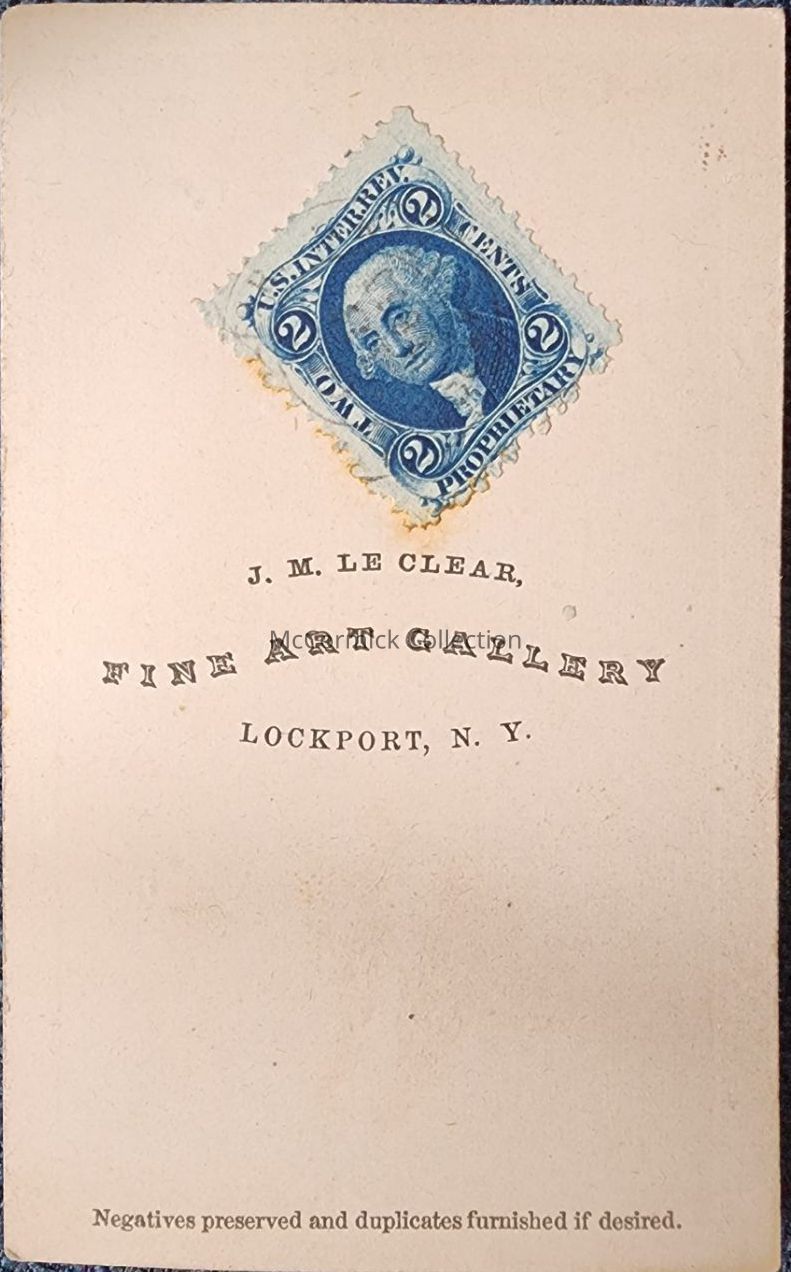 U.S. INTER. REV.
2 CENTS 2
2 TWO 2
PROPRIETARY
J. M. LE CLEAR,
FINE ART GALLERY
McCormick Collection
LOCKPORT, N. Y.
Negatives preserved and duplicates furnished if desired.